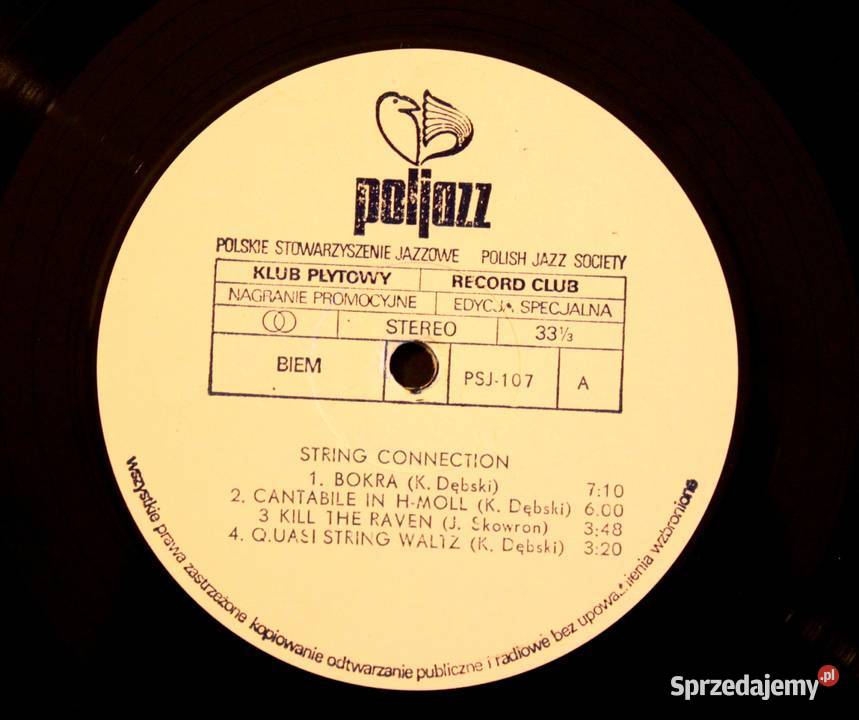 poljazz
POLSKIE STOWARZYSZENIE JAZZOWE POLISH JAZZ SOCIETY
KLUB PŁYTOWY RECORD CLUB
NAGRANIE PROMOCYJNE EDYCJA SPECJALNA
STEREO 33⅓
BIEM PSJ-107 A
STRING CONNECTION
1. BOKRA (K. Dębski) 7:10
2. CANTABILE IN H-MOLL (K. Dębski) 6.00
3 KILL THE RAVEN (J. Skowron) 3:48
4. Q.UASI STRING WALTZ (K. Dębski) 3:20
wszystkie prawa zastrzeżone kopiowanie odtwarzanie publiczne i radiowe bez upoważnienia wzbronione
Sprzedajemy.pl